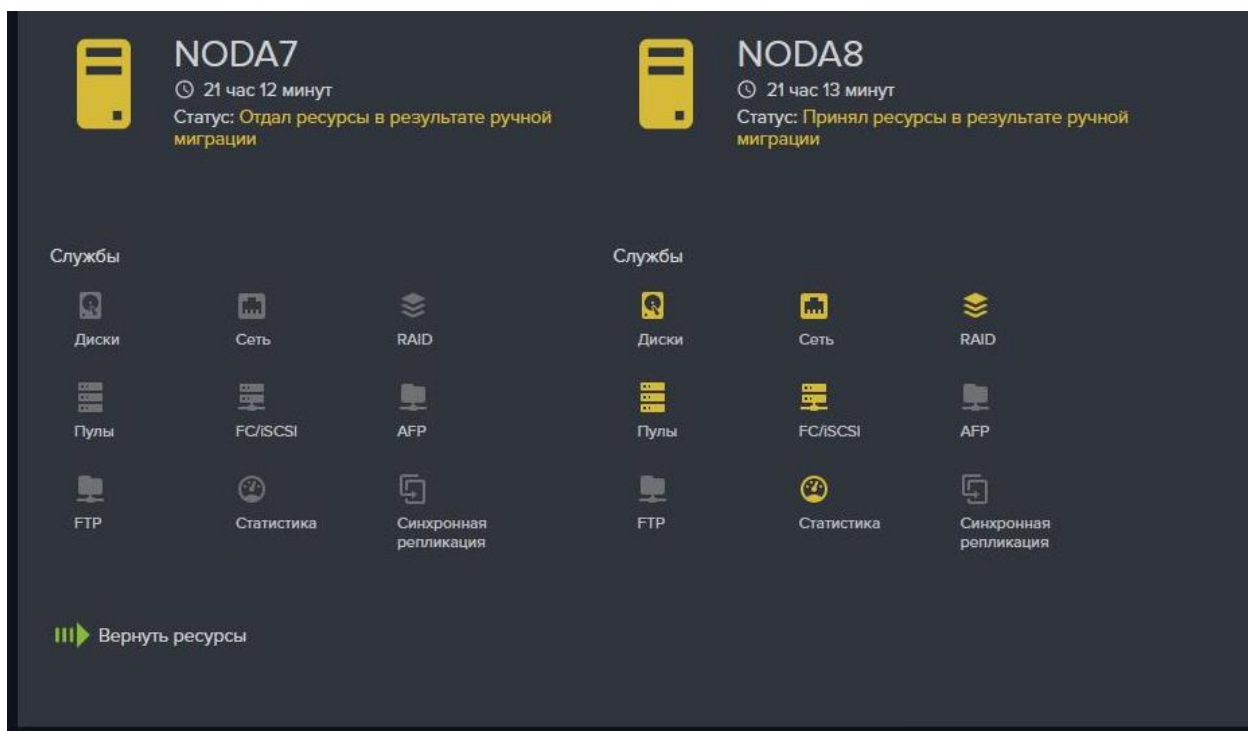 NODA7
21 час 12 минут
Статус: Отдал ресурсы в результате ручной
миграции
NODA8
21 час 13 минут
Статус: Принял ресурсы в результате ручной
миграции
Службы
Диски
Сеть
RAID
Пулы
FC/iSCSI
AFP
FTP
Статистика
Синхронная
репликация
Службы
Диски
Сеть
RAID
Пулы
FC/iSCSI
AFP
FTP
Статистика
Синхронная
репликация
Вернуть ресурсы